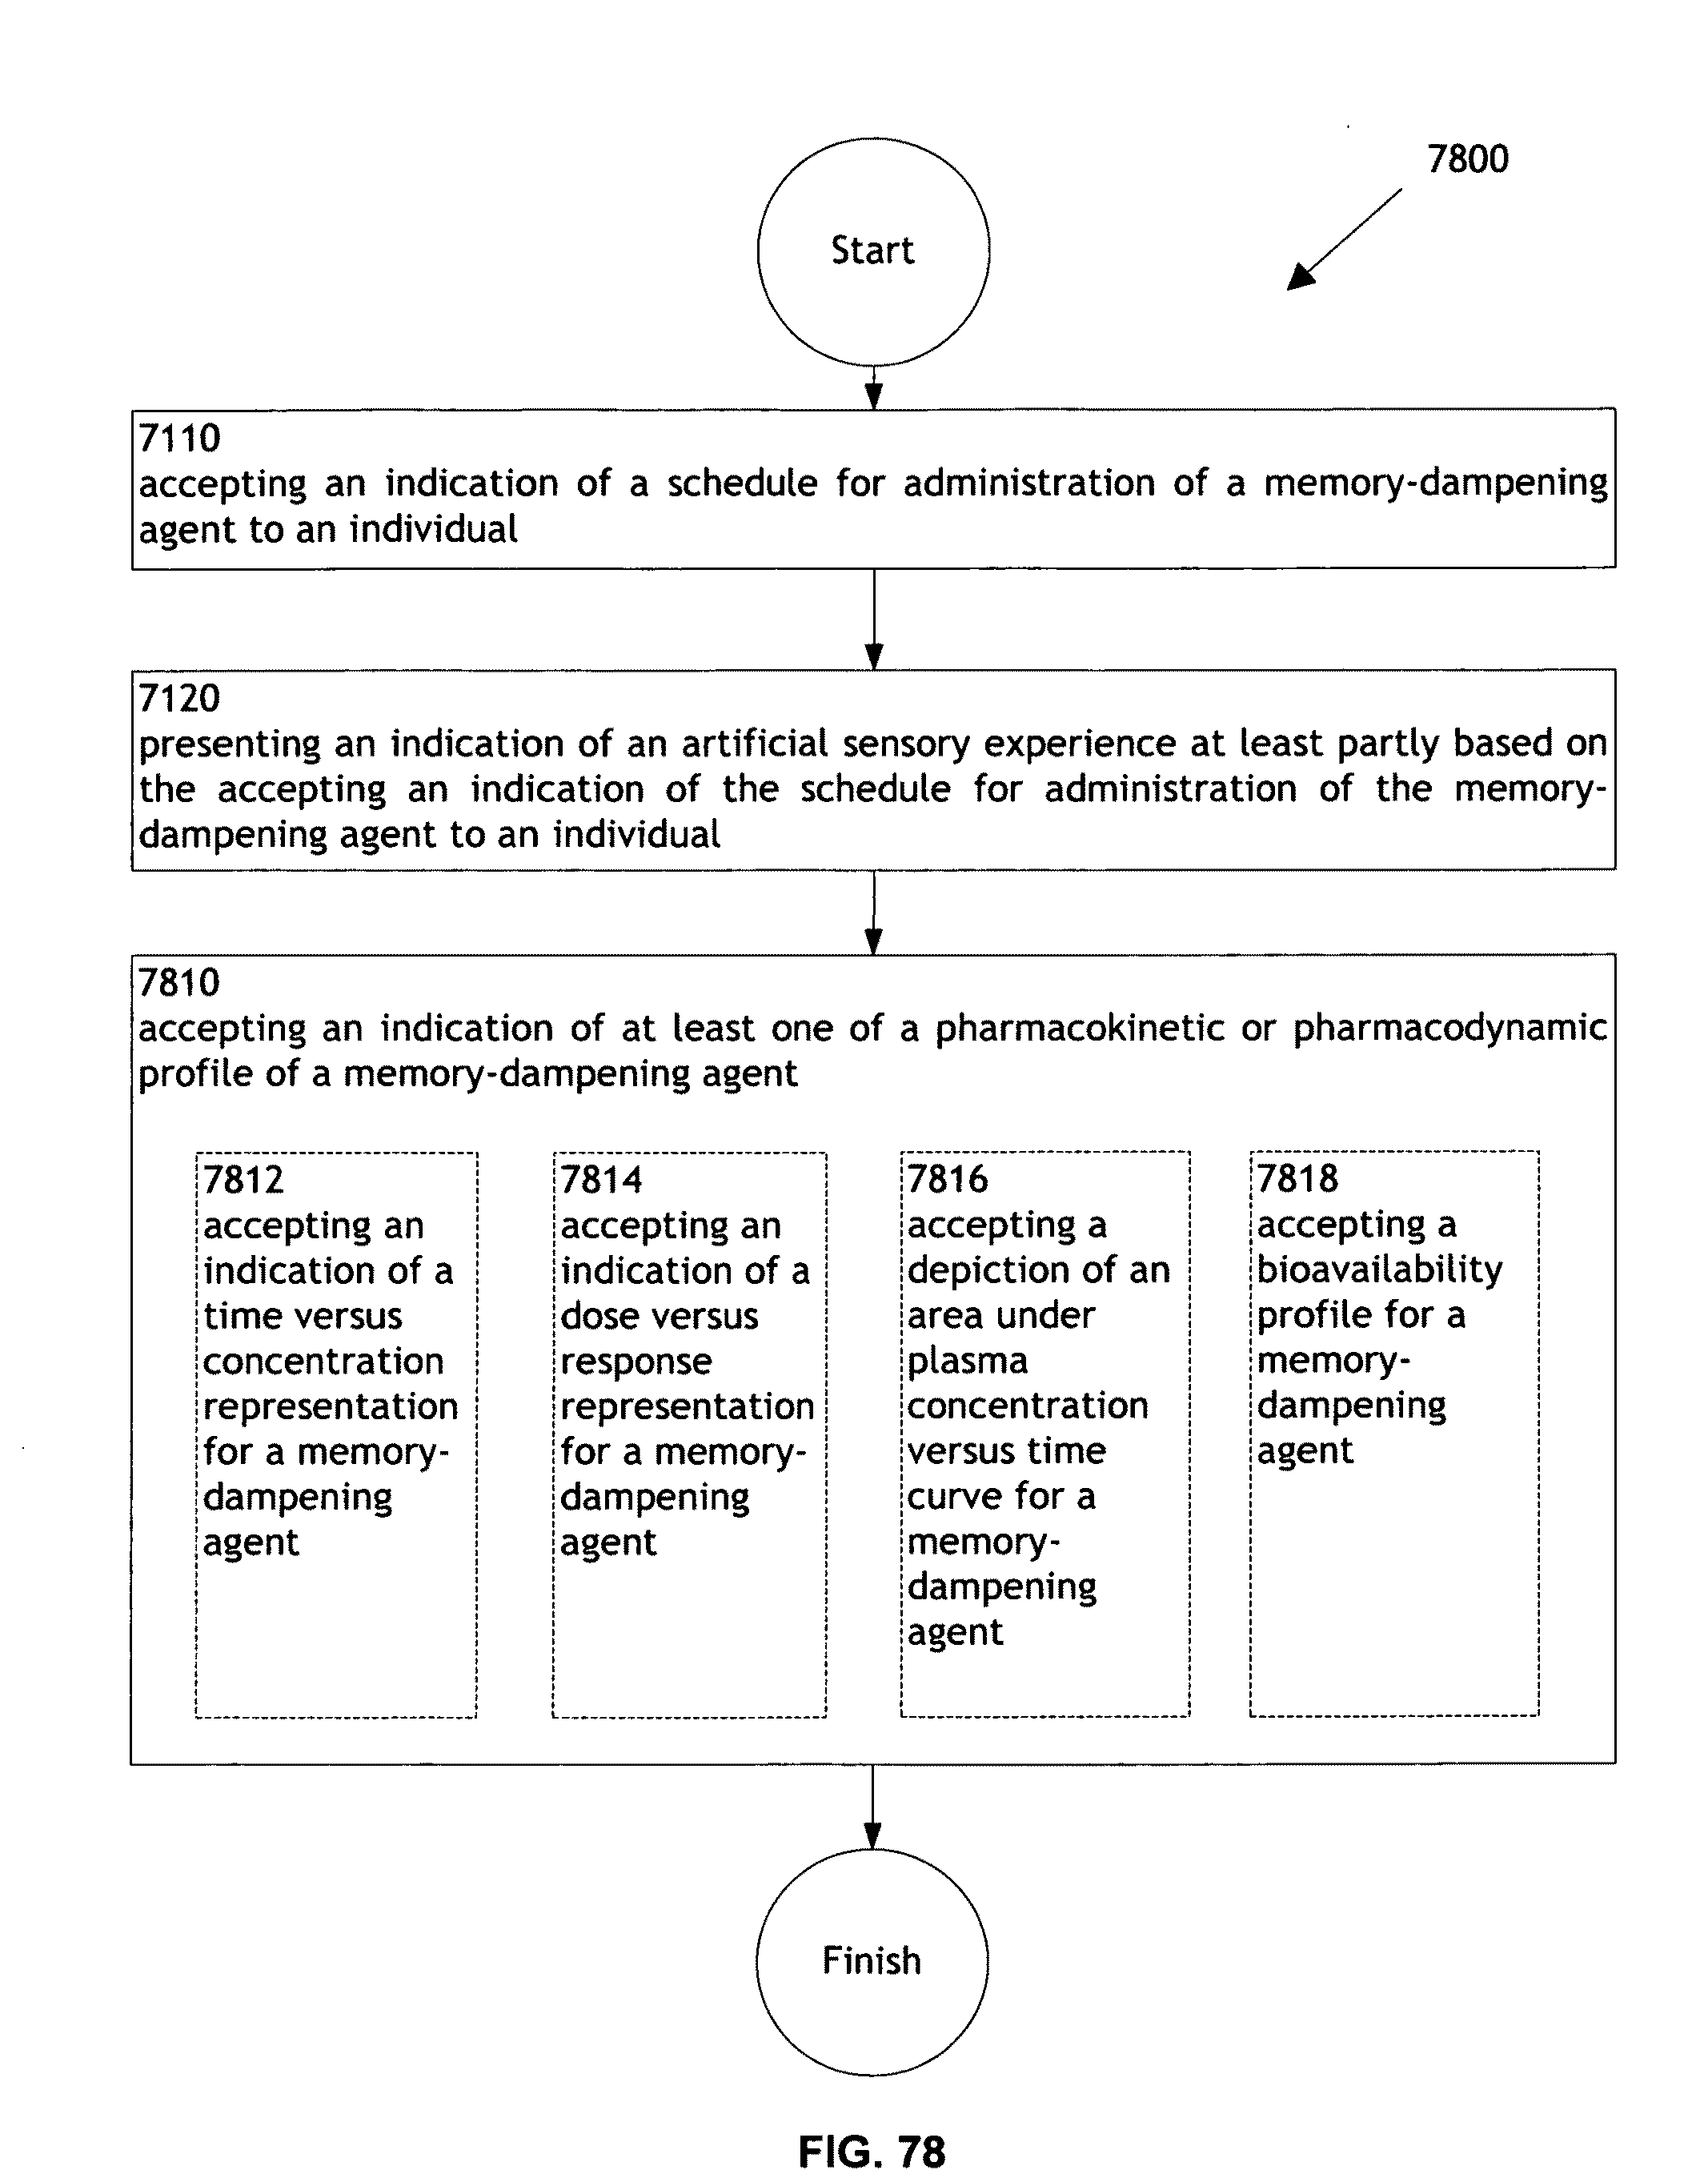 7800
Start
7110
accepting an indication of a schedule for administration of a memory-dampening
agent to an individual
7120
presenting an indication of an artificial sensory experience at least partly based on
the accepting an indication of the schedule for administration of the memory-
dampening agent to an individual
7810
accepting an indication of at least one of a pharmacokinetic or pharmacodynamic
profile of a memory-dampening agent
7812
accepting an
indication of a
time versus
concentration
representation
for a memory-
dampening
agent
7814
accepting an
indication of a
dose versus
response
representation
for a memory-
dampening
agent
7816
accepting a
depiction of an
area under
plasma
concentration
versus time
curve for a
memory-
dampening
agent
7818
accepting a
bioavailability
profile for a
memory-
dampening
agent
Finish
FIG. 78